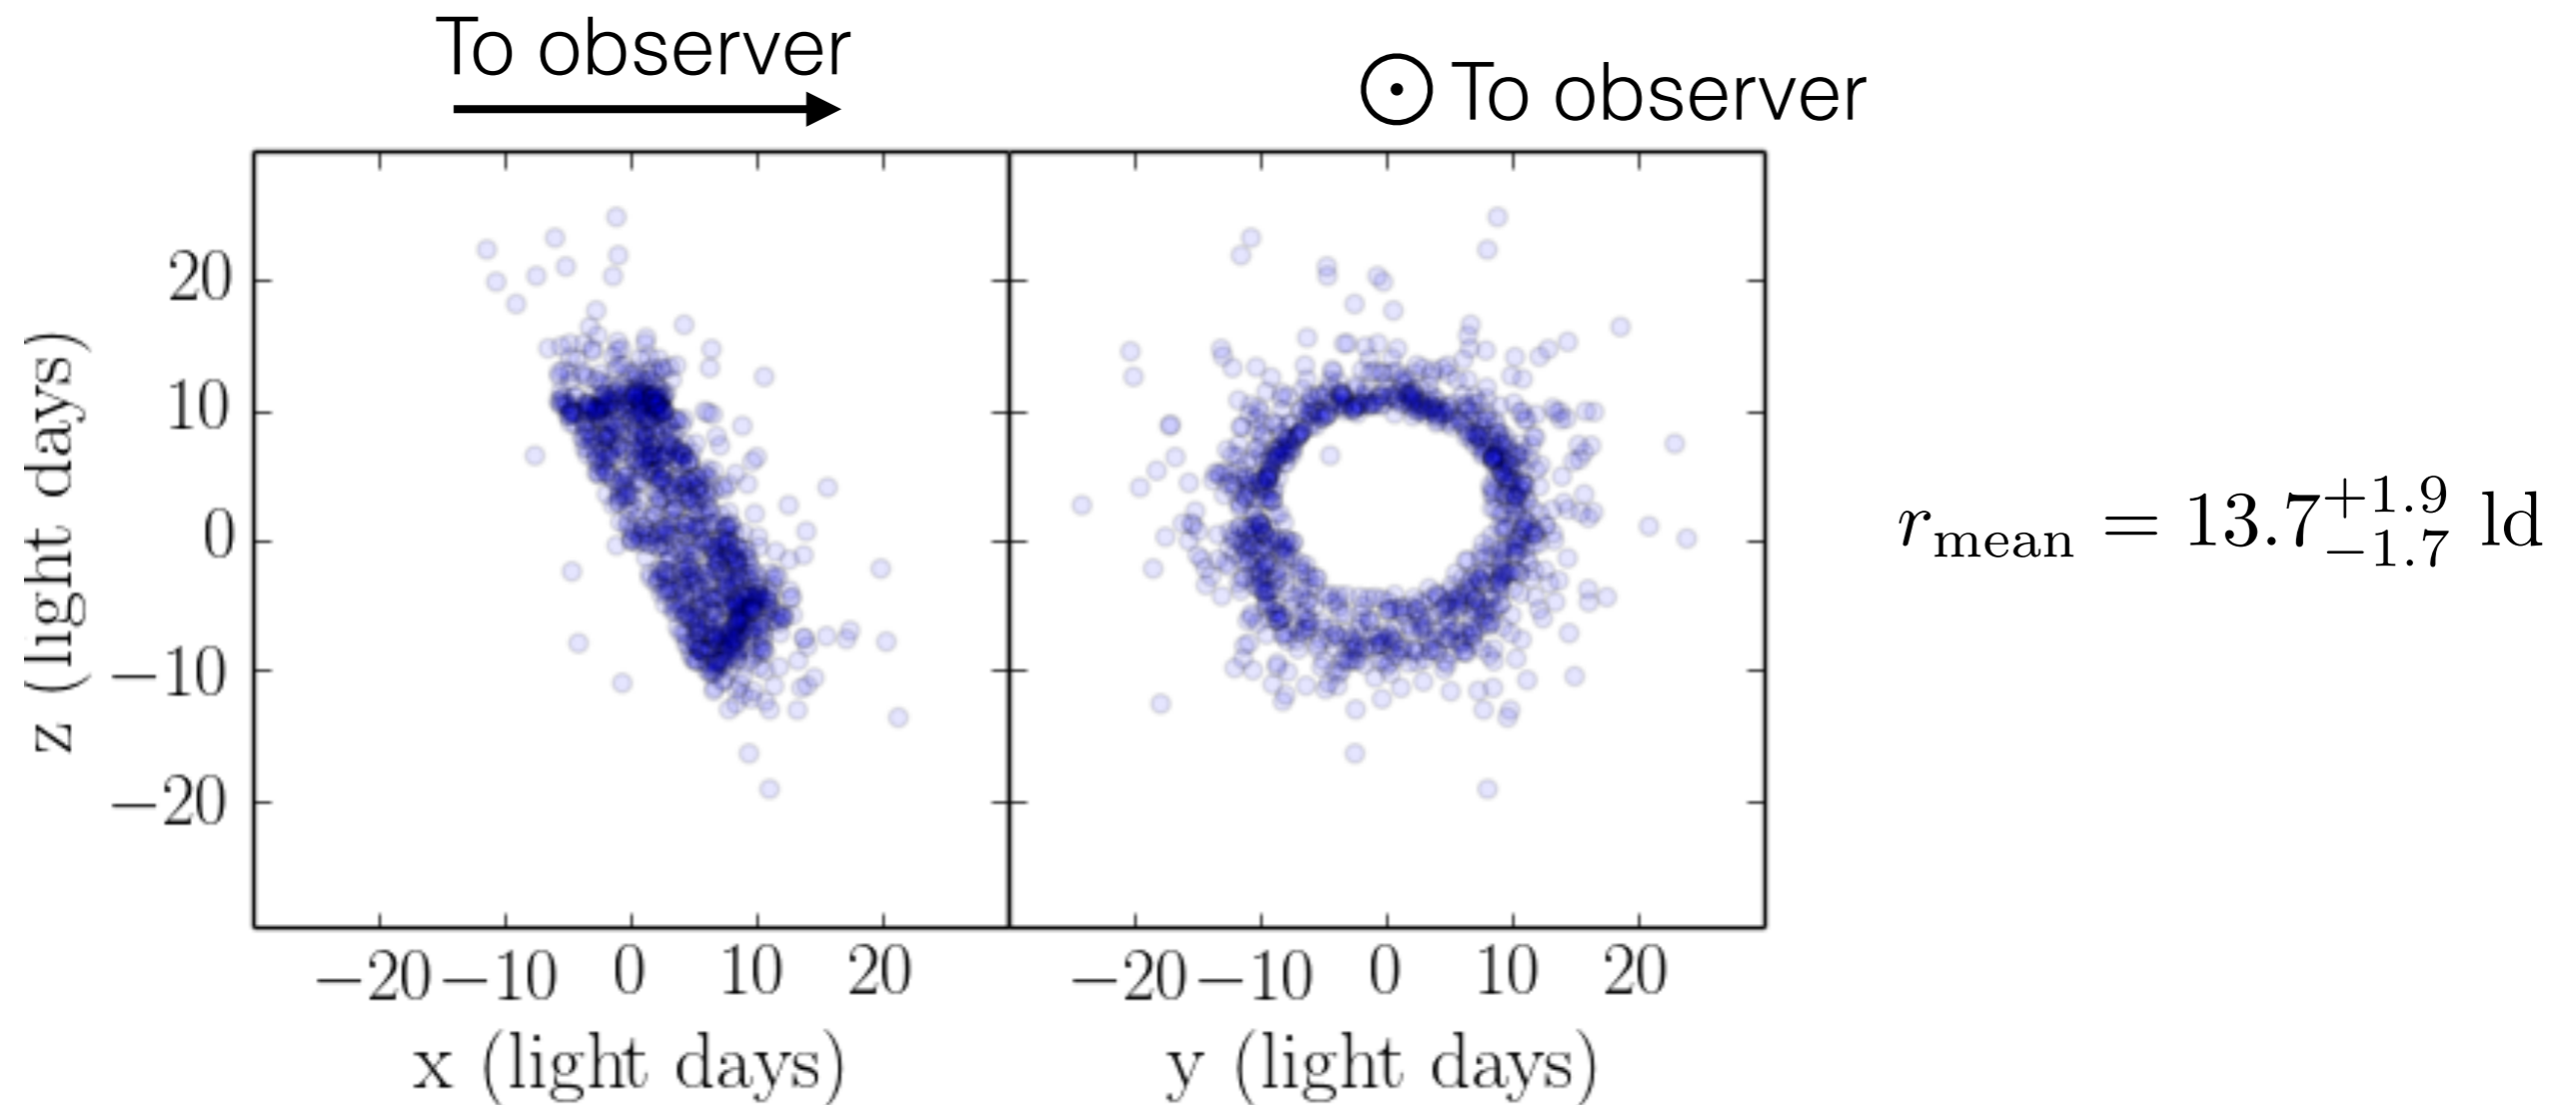 To observer
⊙ To observer
z (light days)
20
10
0
−10
−20
−20 −10 0 10 20
x (light days)
−20 −10 0 10 20
y (light days)
r_mean = 13.7^{+1.9}_{−1.7} ld